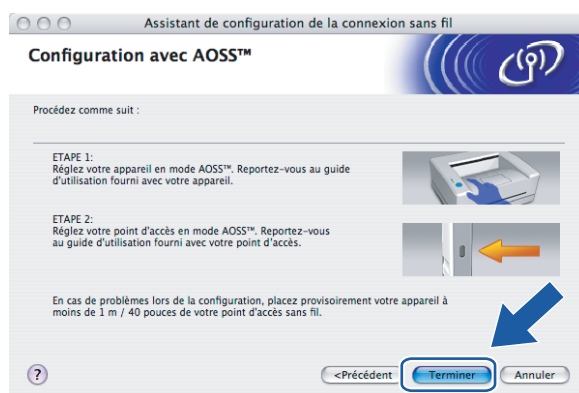 Assistant de configuration de la connexion sans fil
Configuration avec AOSS™
Procédez comme suit :
ETAPE 1:
Réglez votre appareil en mode AOSS™. Reportez-vous au guide
d'utilisation fourni avec votre appareil.
ETAPE 2:
Réglez votre point d'accès en mode AOSS™. Reportez-vous
au guide d'utilisation fourni avec votre point d'accès.
En cas de problèmes lors de la configuration, placez provisoirement votre appareil à
moins de 1 m / 40 pouces de votre point d'accès sans fil.
? <Précédent Terminer Annuler